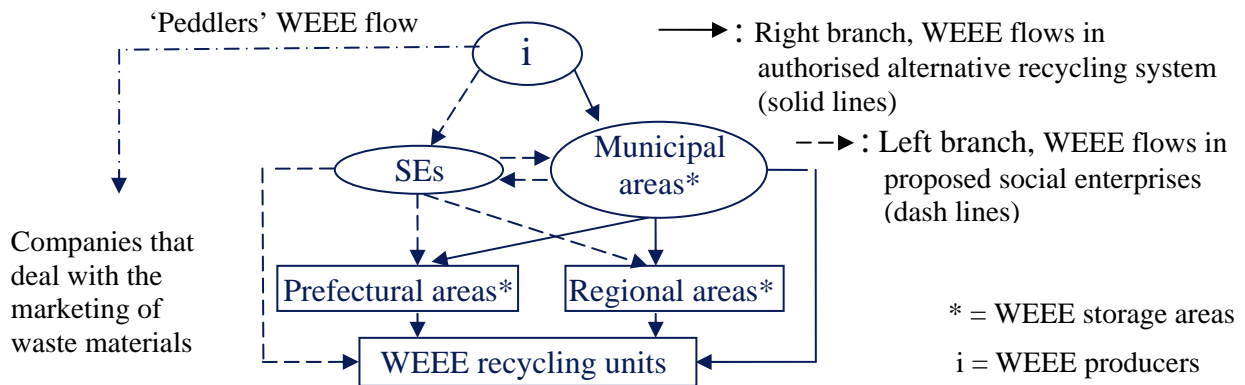 ‘Peddlers’ WEEE flow
i
: Right branch, WEEE flows in
authorised alternative recycling system
(solid lines)
SEs
Municipal
areas*
: Left branch, WEEE flows in
proposed social enterprises
(dash lines)
Companies that
deal with the
marketing of
waste materials
Prefectural areas*
Regional areas*
WEEE recycling units
* = WEEE storage areas
i = WEEE producers